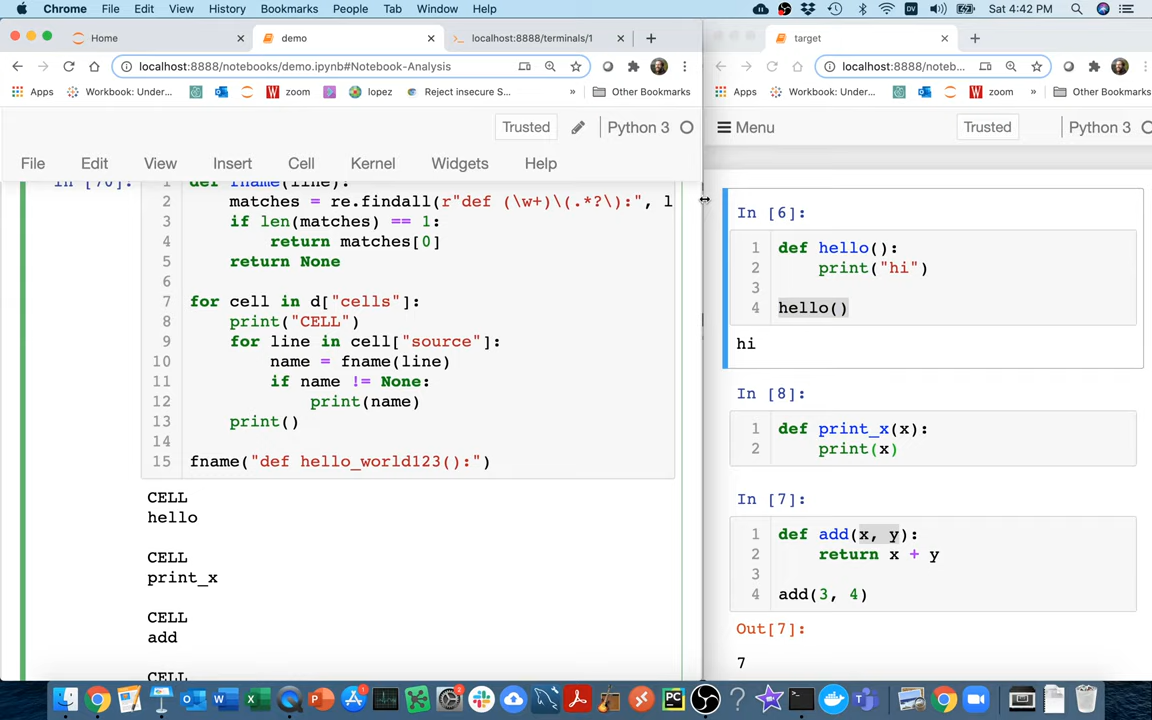 Chrome File Edit View History Bookmarks People Tab Window Help Sat 4:42 PM
Home demo localhost:8888/terminals/1
localhost:8888/notebooks/demo.ipynb#Notebook-Analysis
Apps Workbook: Under... zoom lopez Reject insecure S... » Other Bookmarks
Trusted Python 3
File Edit View Insert Cell Kernel Widgets Help
In [70]: 1 def fname(line):
2 matches = re.findall(r"def (\w+)\(.*?\):", l
3 if len(matches) == 1:
4 return matches[0]
5 return None
6
7 for cell in d["cells"]:
8 print("CELL")
9 for line in cell["source"]:
10 name = fname(line)
11 if name != None:
12 print(name)
13 print()
14
15 fname("def hello_world123():")
CELL
hello
CELL
print_x
CELL
add
CELL
target
localhost:8888/noteb...
Apps Workbook: Under... zoom » Other Bookmarks
Menu Trusted Python 3
In [6]:
1 def hello():
2 print("hi")
3
4 hello()
hi
In [8]:
1 def print_x(x):
2 print(x)
In [7]:
1 def add(x, y):
2 return x + y
3
4 add(3, 4)
Out[7]:
7